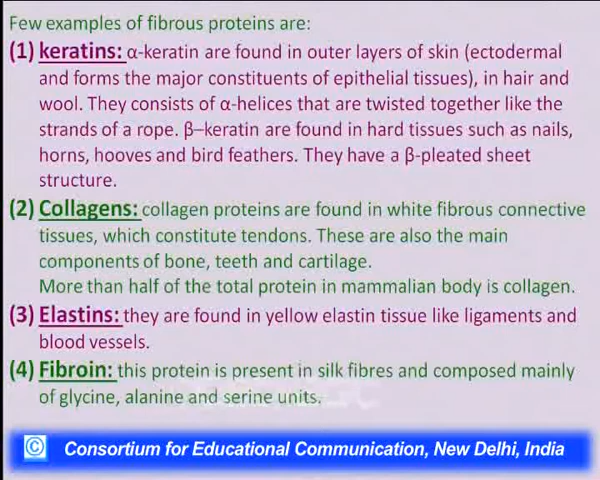 Few examples of fibrous proteins are:
(1) keratins: α-keratin are found in outer layers of skin (ectodermal
and forms the major constituents of epithelial tissues), in hair and
wool. They consists of α-helices that are twisted together like the
strands of a rope. β–keratin are found in hard tissues such as nails,
horns, hooves and bird feathers. They have a β-pleated sheet
structure.
(2) Collagens: collagen proteins are found in white fibrous connective
tissues, which constitute tendons. These are also the main
components of bone, teeth and cartilage.
More than half of the total protein in mammalian body is collagen.
(3) Elastins: they are found in yellow elastin tissue like ligaments and
blood vessels.
(4) Fibroin: this protein is present in silk fibres and composed mainly
of glycine, alanine and serine units.
© Consortium for Educational Communication, New Delhi, India